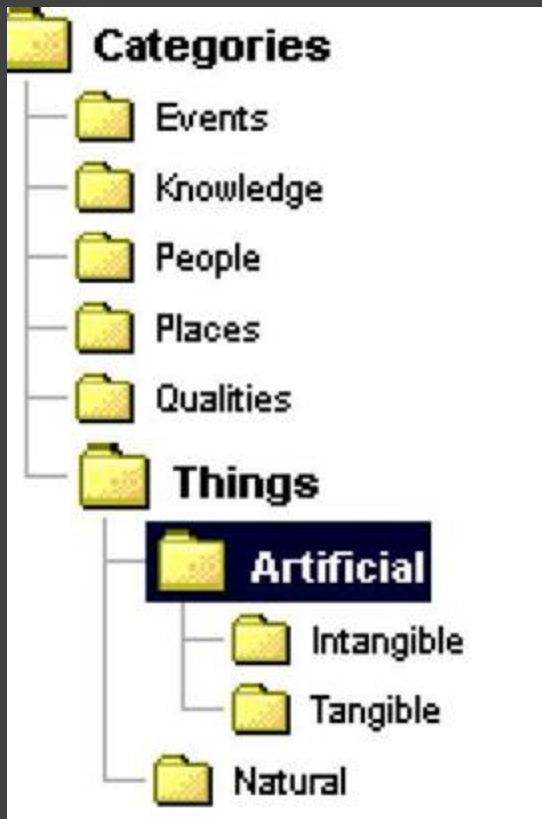 Categories
Events
Knowledge
People
Places
Qualities
Things
Artificial
Intangible
Tangible
Natural